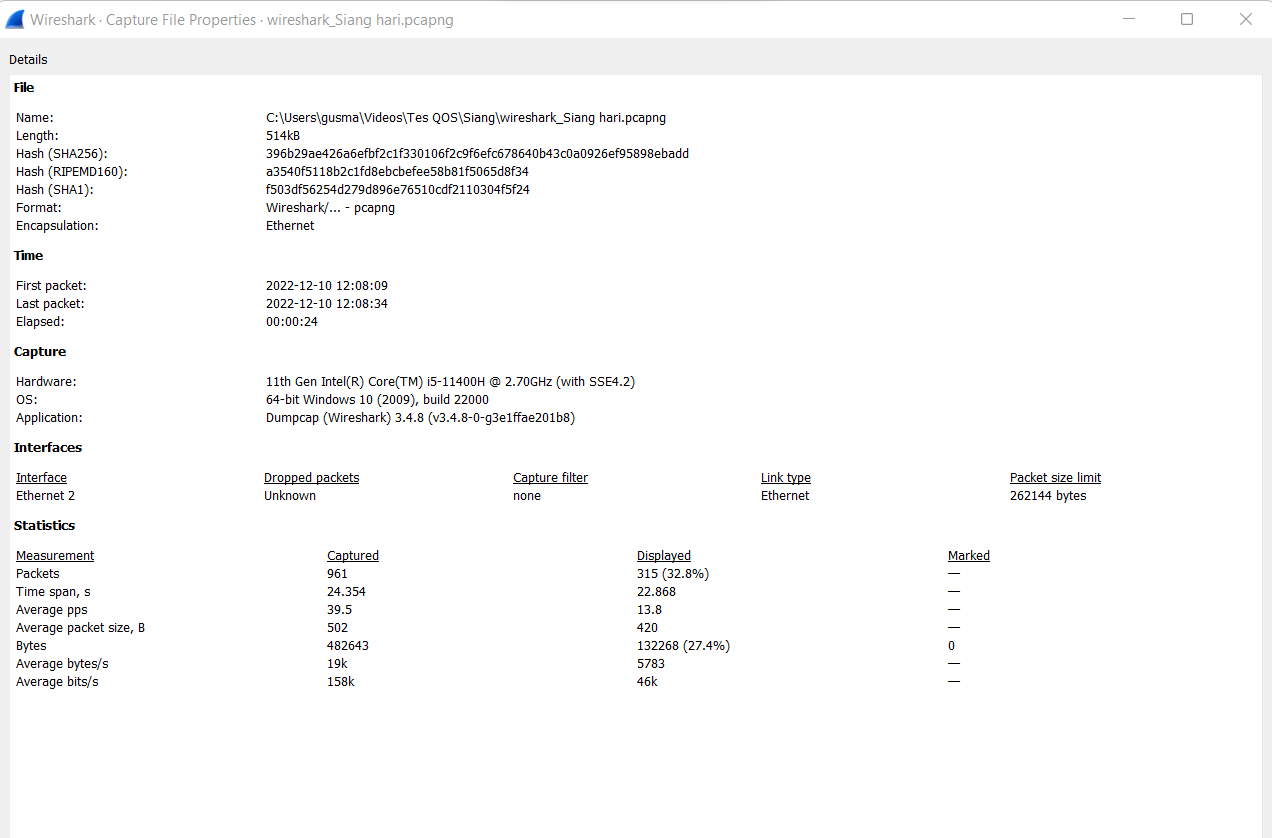 Wireshark · Capture File Properties · wireshark_Siang hari.pcapng
Details
File
Name: C:\Users\gusma\Videos\Tes QOS\Siang\wireshark_Siang hari.pcapng
Length: 514kB
Hash (SHA256): 396b29ae426a6efbf2c1f330106f2c9f6efc678640b43c0a0926ef95898ebadd
Hash (RIPEMD160): a3540f5118b2c1fd8ebcbefee58b81f5065d8f34
Hash (SHA1): f503df56254d279d896e76510cdf2110304f5f24
Format: Wireshark/... - pcapng
Encapsulation: Ethernet
Time
First packet: 2022-12-10 12:08:09
Last packet: 2022-12-10 12:08:34
Elapsed: 00:00:24
Capture
Hardware: 11th Gen Intel(R) Core(TM) i5-11400H @ 2.70GHz (with SSE4.2)
OS: 64-bit Windows 10 (2009), build 22000
Application: Dumpcap (Wireshark) 3.4.8 (v3.4.8-0-g3e1ffae201b8)
Interfaces
Interface Dropped packets Capture filter Link type Packet size limit
Ethernet 2 Unknown none Ethernet 262144 bytes
Statistics
Measurement Captured Displayed Marked
Packets 961 315 (32.8%) —
Time span, s 24.354 22.868 —
Average pps 39.5 13.8 —
Average packet size, B 502 420 —
Bytes 482643 132268 (27.4%) 0
Average bytes/s 19k 5783 —
Average bits/s 158k 46k —